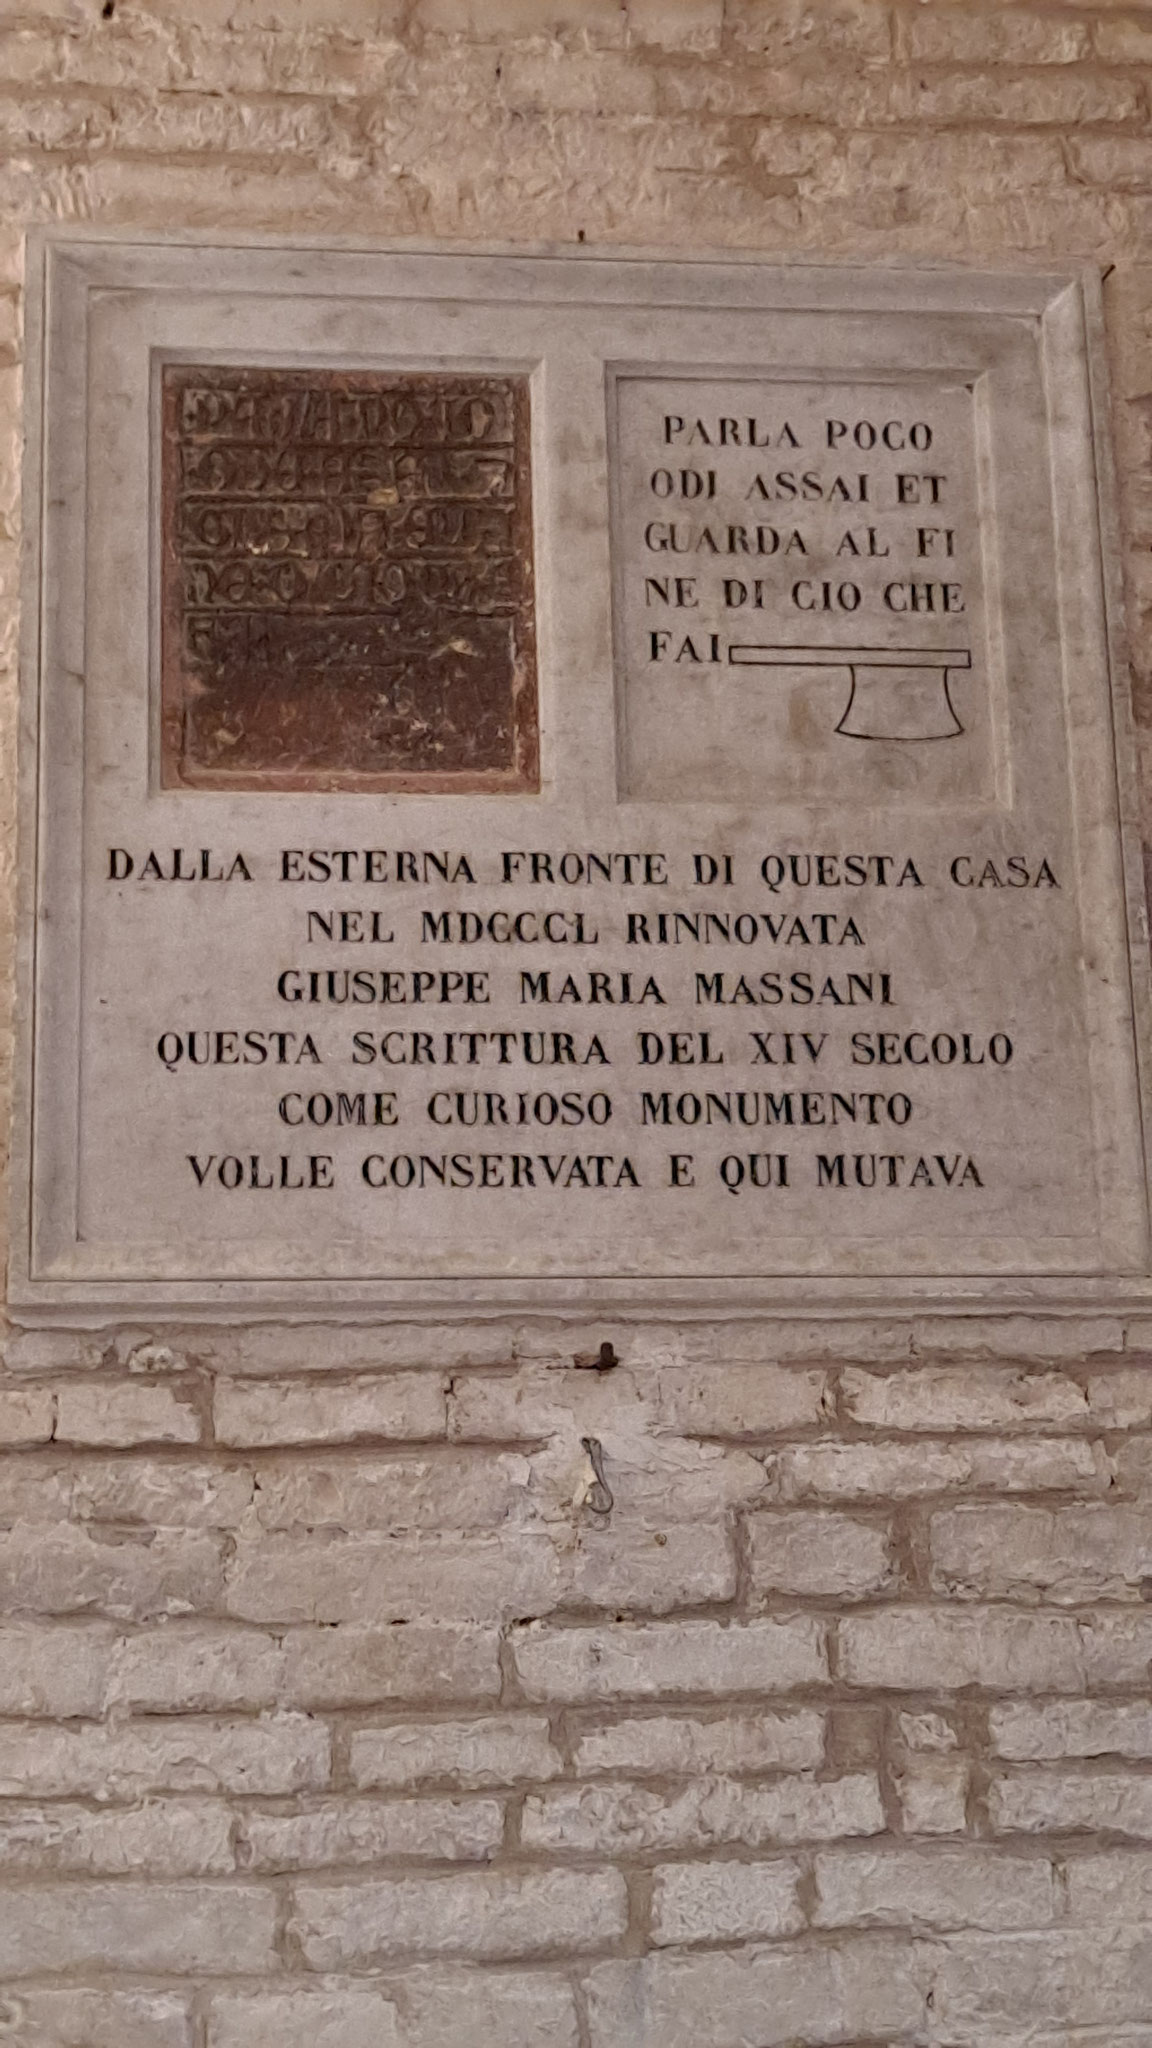 PARLA POCO
ODI ASSAI ET
GUARDA AL FI
NE DI CIO CHE
FAI
DALLA ESTERNA FRONTE DI QUESTA CASA
NEL MDCCCL RINNOVATA
GIUSEPPE MARIA MASSANI
QUESTA SCRITTURA DEL XIV SECOLO
COME CURIOSO MONUMENTO
VOLLE CONSERVATA E QUI MUTAVA